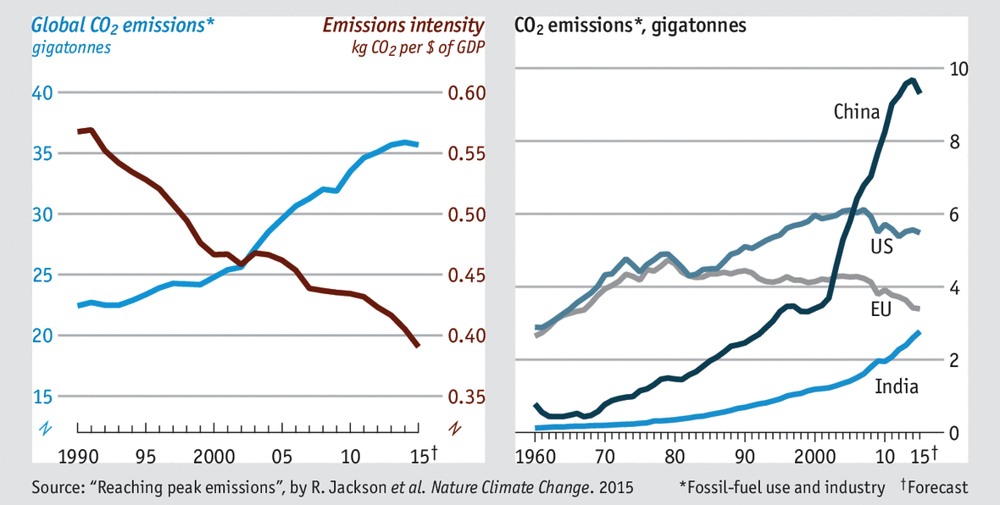 Global CO₂ emissions*
gigatonnes
Emissions intensity
kg CO₂ per $ of GDP
40
35
30
25
20
15
0.60
0.55
0.50
0.45
0.40
0.35
1990 95 2000 05 10 15†
CO₂ emissions*, gigatonnes
10
8
6
4
2
0
China
US
EU
India
1960 70 80 90 2000 10 15†
Source: “Reaching peak emissions”, by R. Jackson et al. Nature Climate Change. 2015
*Fossil-fuel use and industry †Forecast